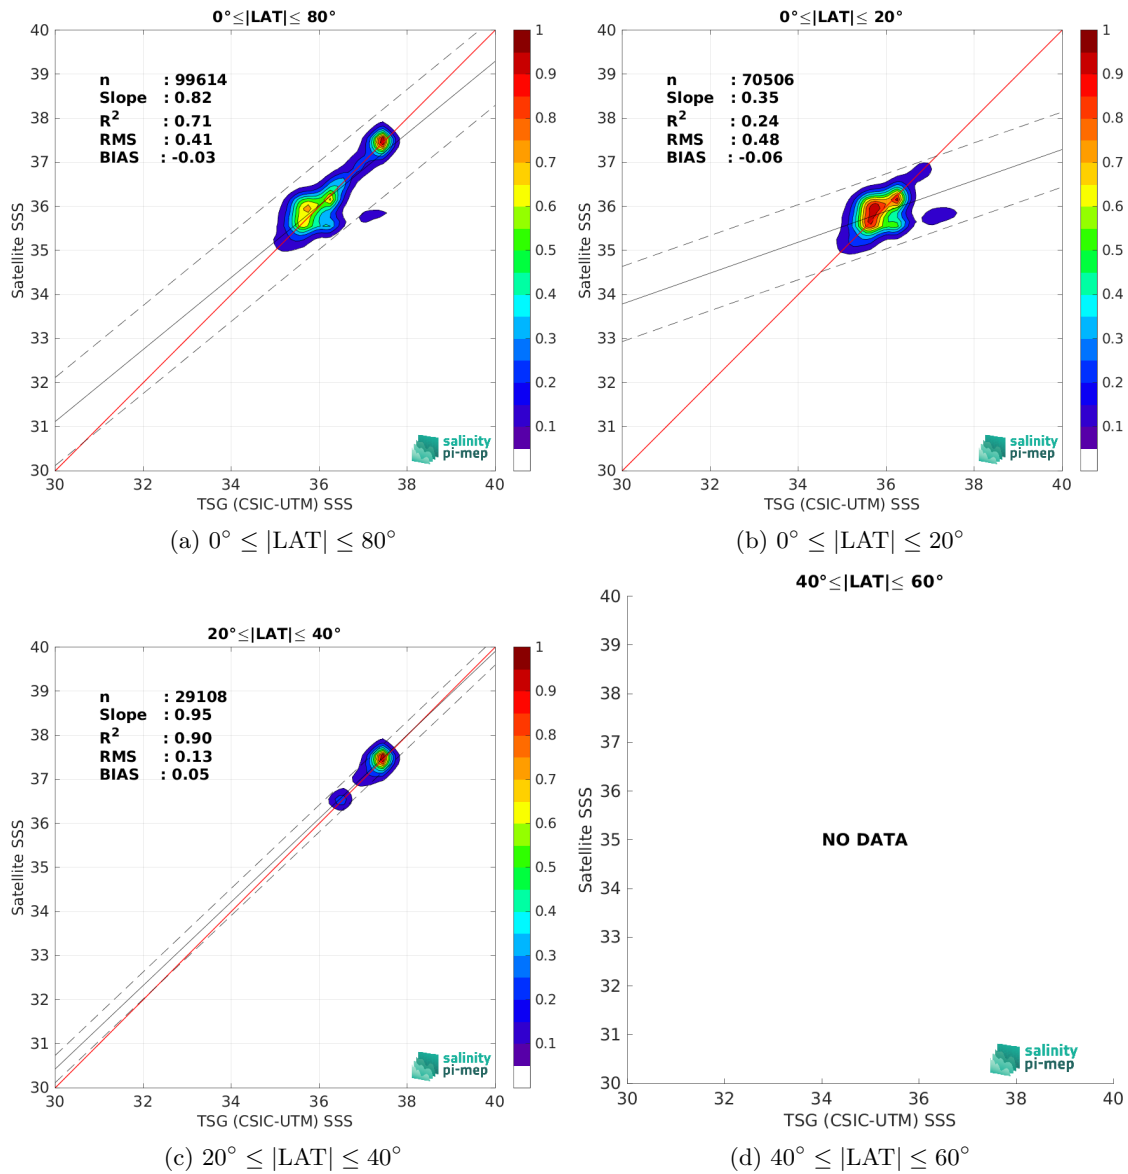 0°≤|LAT|≤ 80°
n : 99614
Slope : 0.82
R² : 0.71
RMS : 0.41
BIAS : -0.03
Satellite SSS
40
39
38
37
36
35
34
33
32
31
30
30 32 34 36 38 40
TSG (CSIC-UTM) SSS
1
0.9
0.8
0.7
0.6
0.5
0.4
0.3
0.2
0.1
salinity
pi-mep
(a) 0° ≤ |LAT| ≤ 80°
0°≤|LAT|≤ 20°
n : 70506
Slope : 0.35
R² : 0.24
RMS : 0.48
BIAS : -0.06
Satellite SSS
40
39
38
37
36
35
34
33
32
31
30
30 32 34 36 38 40
TSG (CSIC-UTM) SSS
1
0.9
0.8
0.7
0.6
0.5
0.4
0.3
0.2
0.1
salinity
pi-mep
(b) 0° ≤ |LAT| ≤ 20°
20°≤|LAT|≤ 40°
n : 29108
Slope : 0.95
R² : 0.90
RMS : 0.13
BIAS : 0.05
Satellite SSS
40
39
38
37
36
35
34
33
32
31
30
30 32 34 36 38 40
TSG (CSIC-UTM) SSS
1
0.9
0.8
0.7
0.6
0.5
0.4
0.3
0.2
0.1
salinity
pi-mep
(c) 20° ≤ |LAT| ≤ 40°
40°≤|LAT|≤ 60°
Satellite SSS
40
39
38
37
36
35
34
33
32
31
30
NO DATA
30 32 34 36 38 40
TSG (CSIC-UTM) SSS
salinity
pi-mep
(d) 40° ≤ |LAT| ≤ 60°